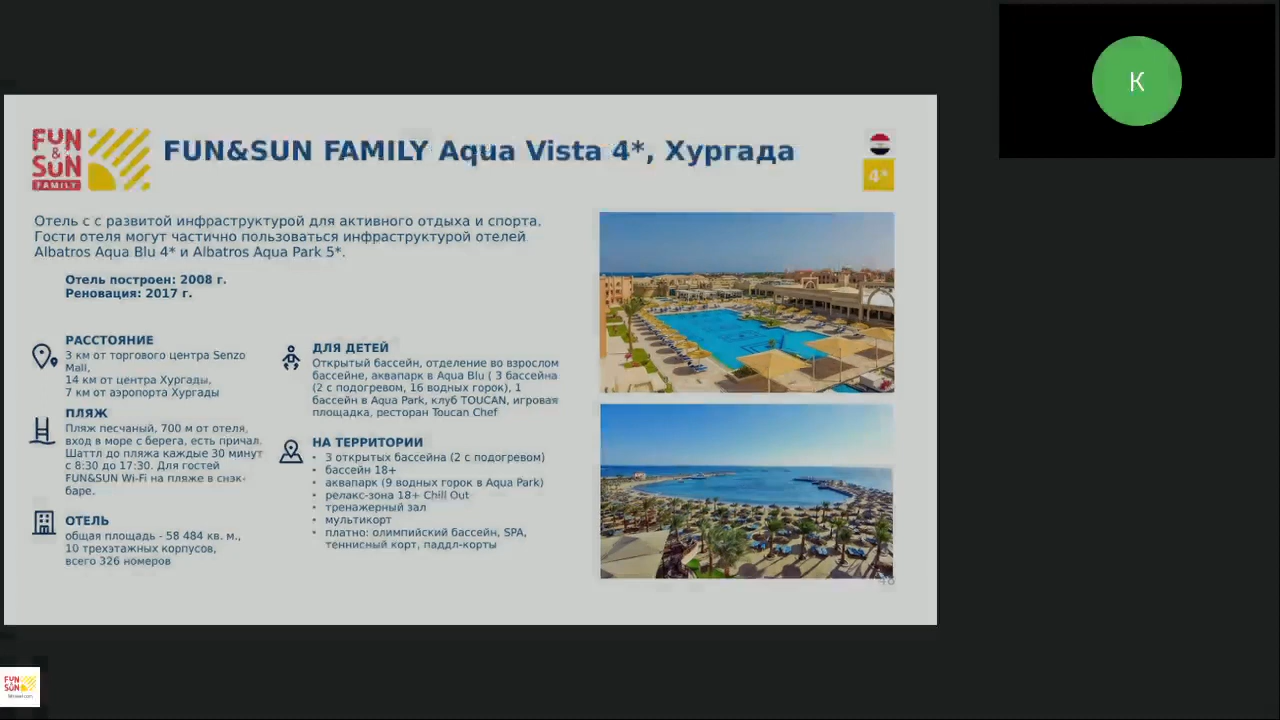 K
FUN
&
SUN
FAMILY
FUN&SUN FAMILY Aqua Vista 4*, Хургада
4*
Отель с с развитой инфраструктурой для активного отдыха и спорта.
Гости отеля могут частично пользоваться инфраструктурой отелей
Albatros Aqua Blu 4* и Albatros Aqua Park 5*.
Отель построен: 2008 г.
Реновация: 2017 г.
РАССТОЯНИЕ
3 км от торгового центра Senzo
Mall,
14 км от центра Хургады,
7 км от аэропорта Хургады
ПЛЯЖ
Пляж песчаный, 700 м от отеля,
вход в море с берега, есть причал.
Шаттл до пляжа каждые 30 минут
с 8:30 до 17:30. Для гостей
FUN&SUN Wi-Fi на пляже в снэк-
баре.
ОТЕЛЬ
общая площадь - 58 484 кв. м.,
10 трехэтажных корпусов,
всего 326 номеров
ДЛЯ ДЕТЕЙ
Открытый бассейн, отделение во взрослом
бассейне, аквапарк в Aqua Blu ( 3 бассейна
(2 с подогревом, 16 водных горок), 1
бассейн в Aqua Park, клуб TOUCAN, игровая
площадка, ресторан Toucan Chef
НА ТЕРРИТОРИИ
• 3 открытых бассейна (2 с подогревом)
• бассейн 18+
• аквапарк (9 водных горок в Aqua Park)
• релакс-зона 18+ Chill Out
• тренажерный зал
• мультикорт
• платно: олимпийский бассейн, SPA,
теннисный корт, паддл-корты
48
FUN
&
SUN